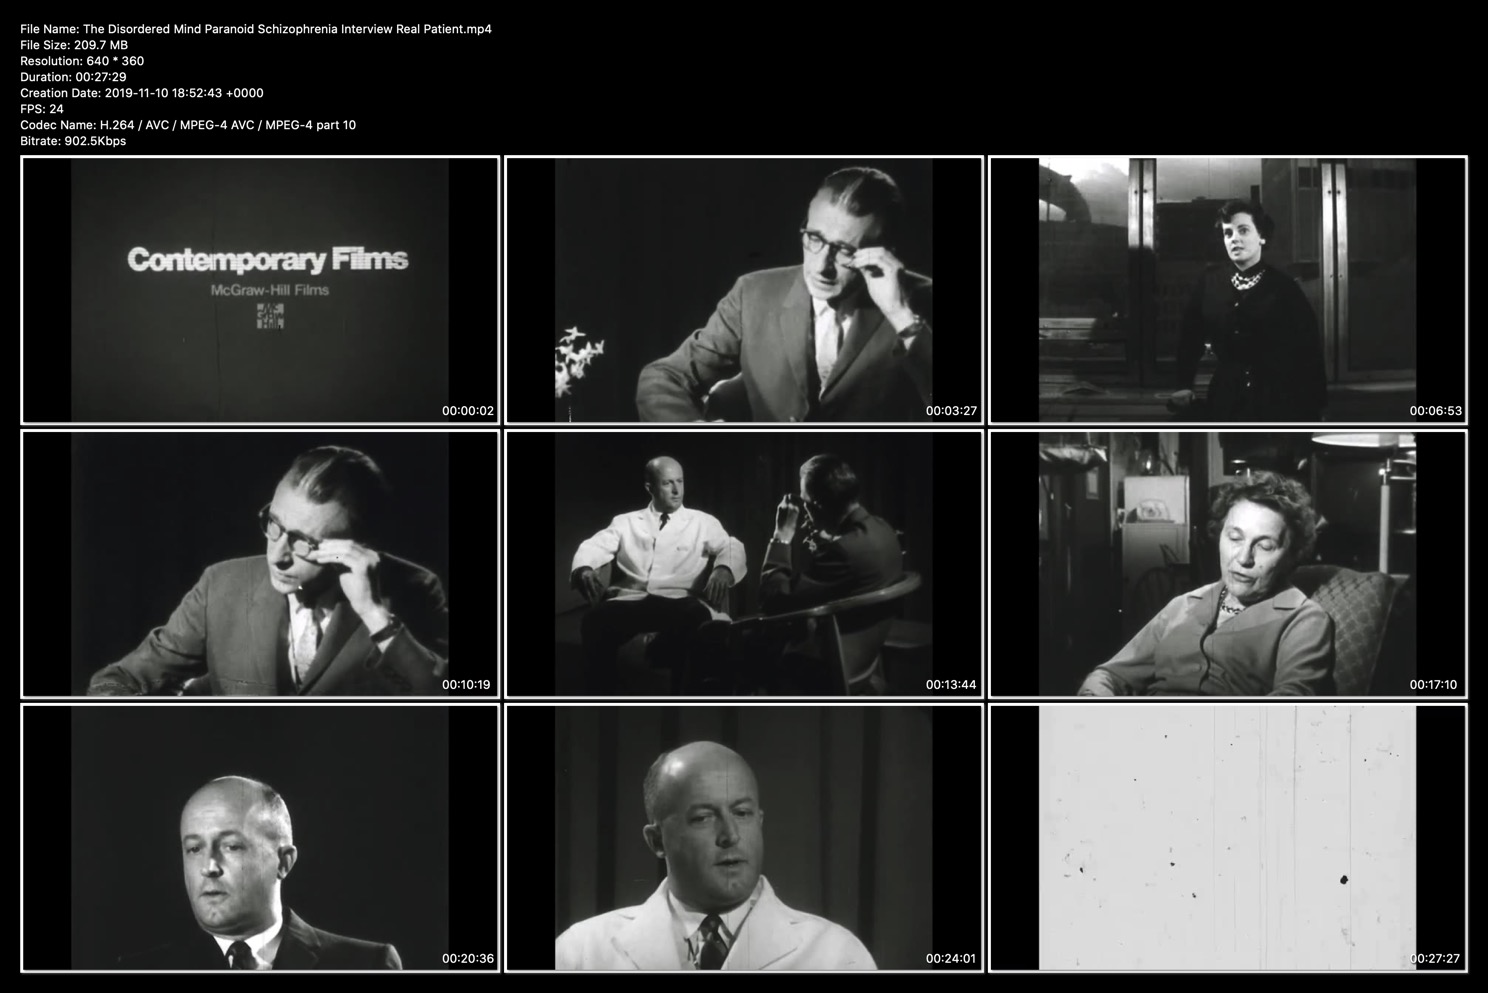 File Name: The Disordered Mind Paranoid Schizophrenia Interview Real Patient.mp4
File Size: 209.7 MB
Resolution: 640 * 360
Duration: 00:27:29
Creation Date: 2019-11-10 18:52:43 +0000
FPS: 24
Codec Name: H.264 / AVC / MPEG-4 AVC / MPEG-4 part 10
Bitrate: 902.5Kbps
Contemporary Films
McGraw-Hill Films
00:00:02
00:03:27
00:06:53
00:10:19
00:13:44
00:17:10
00:20:36
00:24:01
00:27:27